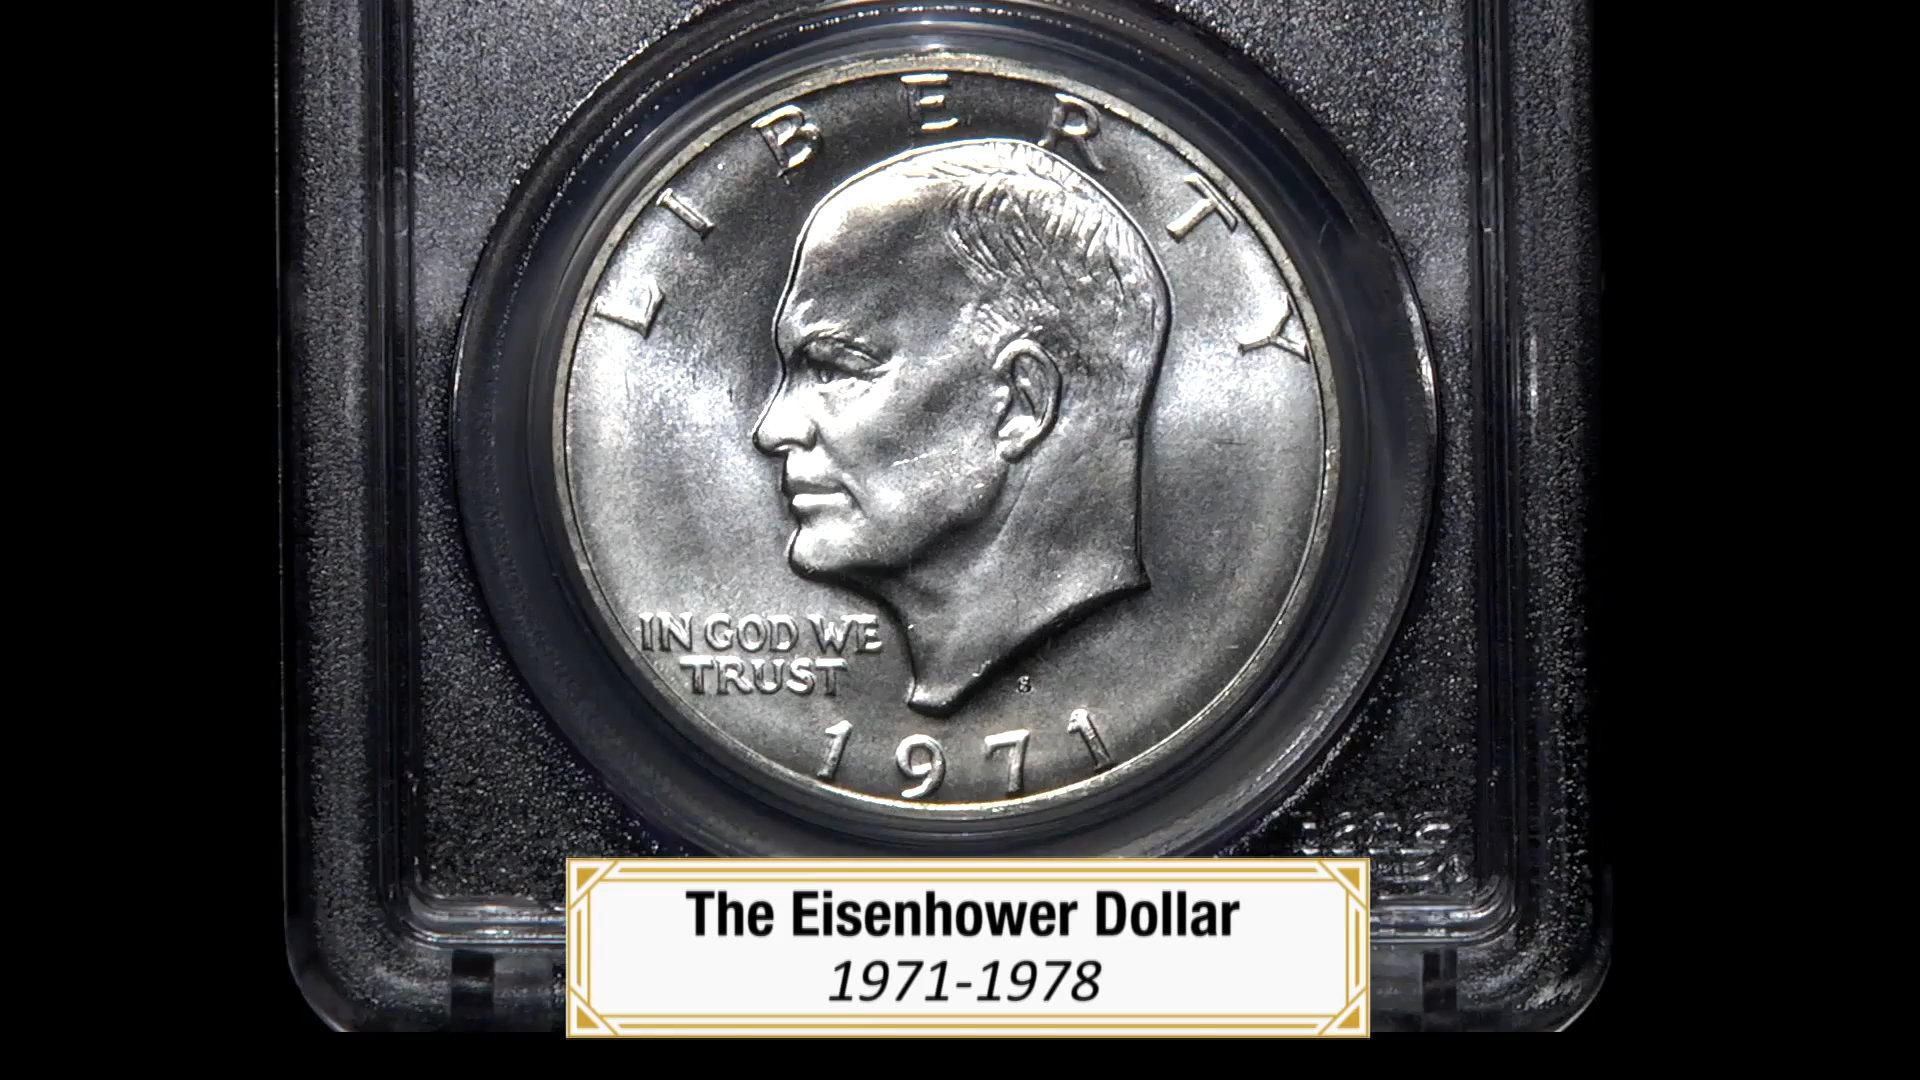 LIBERTY
IN GOD WE
TRUST
S
1971
The Eisenhower Dollar
1971-1978